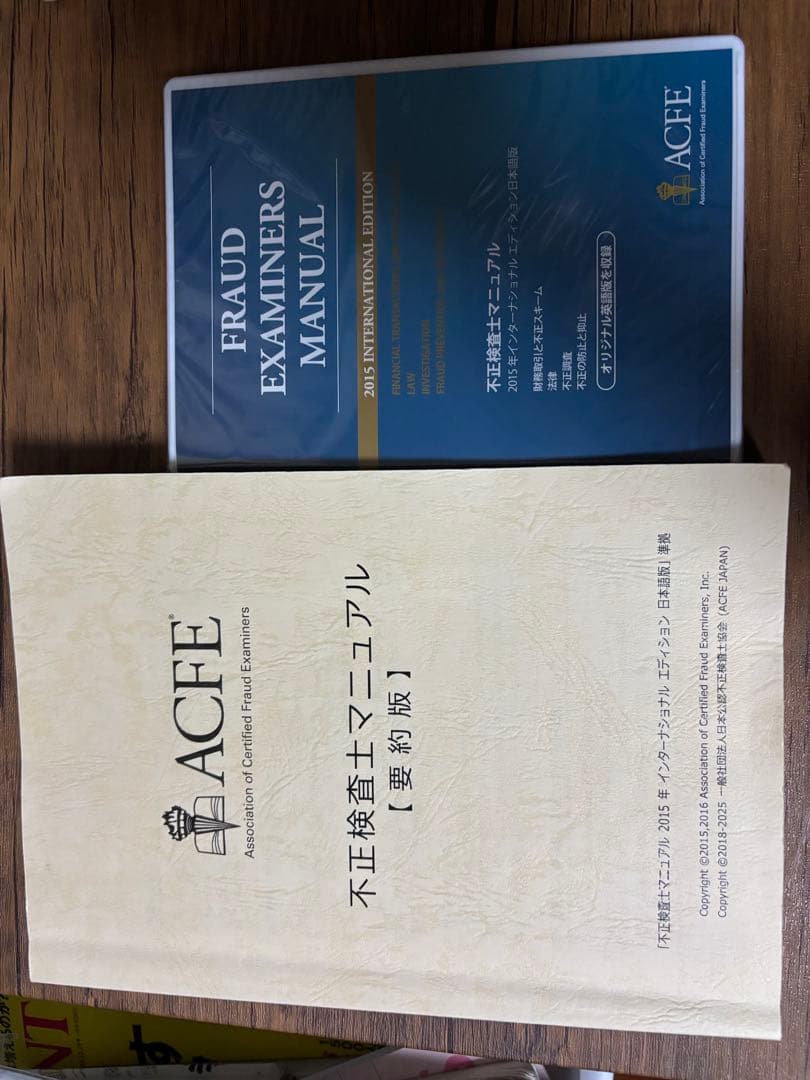 FRAUD
EXAMINERS
MANUAL
2015 INTERNATIONAL EDITION
LAW
INVESTIGATION
不正検査士マニュアル
2015年インターナショナル エディション日本語版
財務取引と不正スキーム
法律
不正調査
不正の防止と抑止
オリジナル英語版を収録
ACFE
Association of Certified Fraud Examiners
ACFE®
Association of Certified Fraud Examiners
不正検査士マニュアル
【要約版】
「不正検査士マニュアル 2015 年 インターナショナル エディション 日本語版」準拠
Copyright ©2015,2016 Association of Certified Fraud Examiners, Inc.
Copyright ©2018-2025 一般社団法人日本公認不正検査士協会（ACFE JAPAN）
NT
す